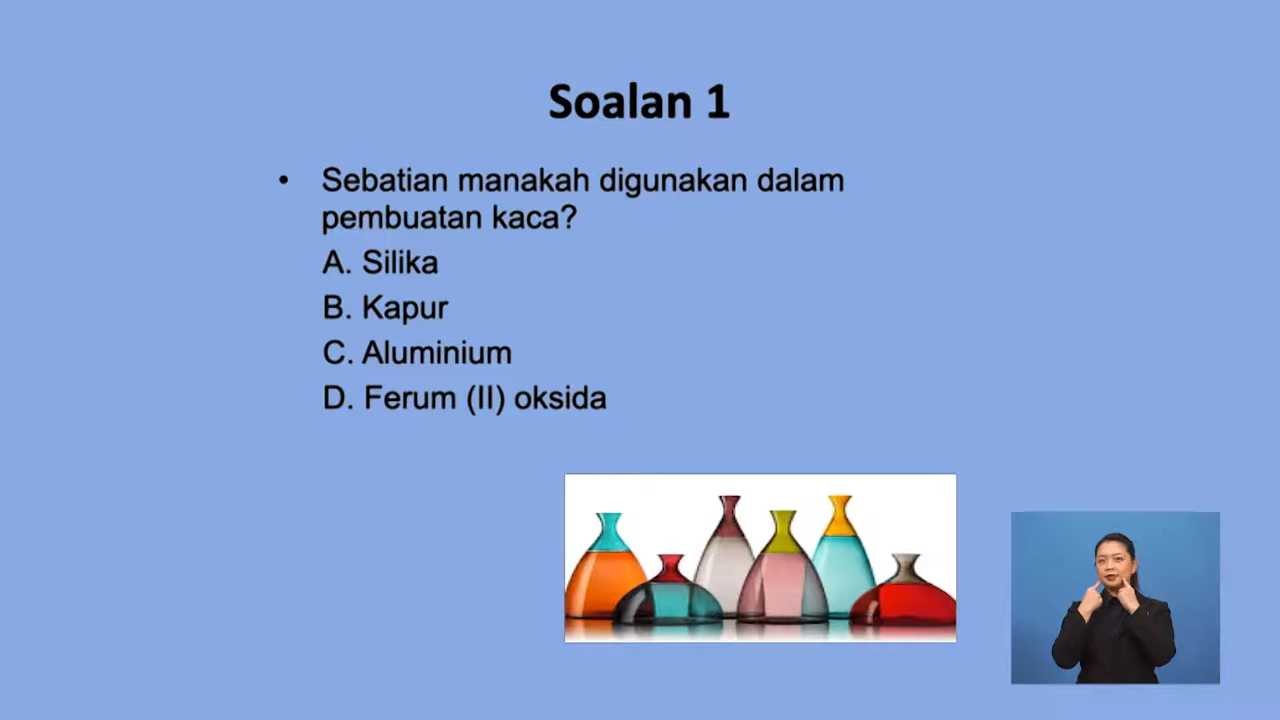 Soalan 1
• Sebatian manakah digunakan dalam
pembuatan kaca?
A. Silika
B. Kapur
C. Aluminium
D. Ferum (II) oksida